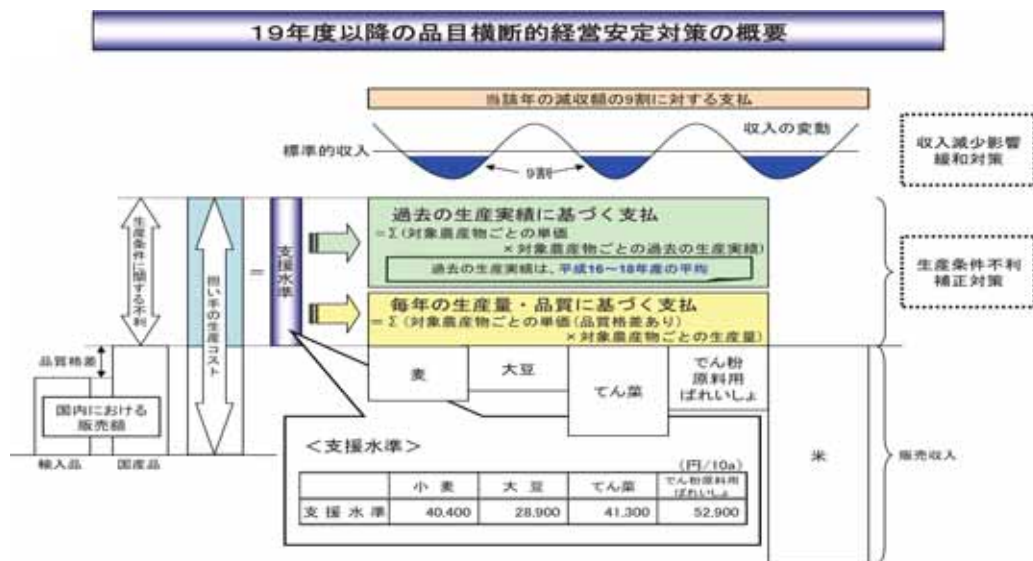 19年度以降の品目横断的経営安定対策の概要
当該年の減収額の9割に対する支払
収入の変動
標準的収入
9割
収入減少影響
緩和対策
生産条件に関する不利
担い手の生産コスト
=
支援水準
過去の生産実績に基づく支払
=Σ(対象農産物ごとの単価
×対象農産物ごとの過去の生産実績)
過去の生産実績は、平成16~18年度の平均
毎年の生産量・品質に基づく支払
=Σ(対象農産物ごとの単価(品質格差あり)
×対象農産物ごとの生産量)
生産条件不利
補正対策
品質格差
国内における
販売額
輸入品
国産品
麦
大豆
てん菜
でん粉
原料用
ばれいしょ
米
販売収入
<支援水準>
(円/10a)
小麦
大豆
てん菜
でん粉原料用
ばれいしょ
支援水準
40,400
28,900
41,300
52,900